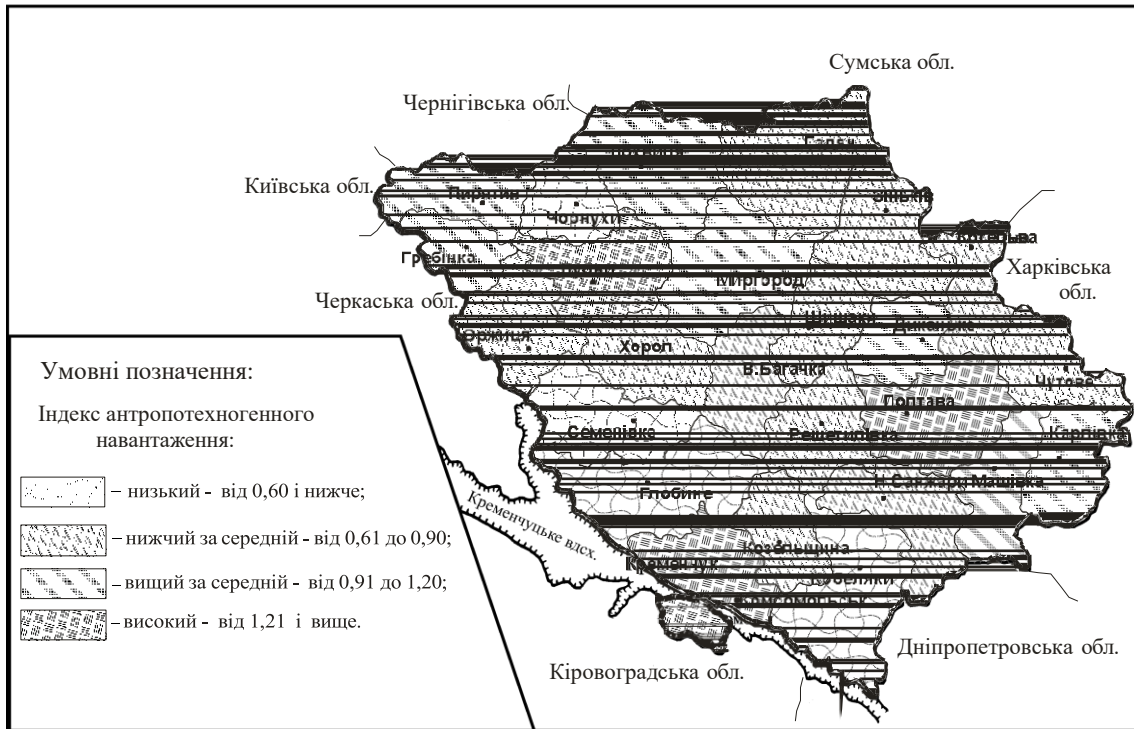 Сумська обл.
Чернігівська обл.
Київська обл.
Пирятин
Чорнухи
Зіньків
Гребінка
Миргород
Харківська
обл.
Черкаська обл.
Диканька
Оржиця
Хорол
В.Багачка
Чутове
Полтава
Семенівка
Решетилівка
Карлівка
Глобине
Н.Санжари
Машівка
Кременчуцьке вдсх.
Козельщина
Кременчук
Кобеляки
Комсомольськ
Дніпропетровська обл.
Кіровоградська обл.
Умовні позначення:
Індекс антропотехногенного
навантаження:
– низький - від 0,60 і нижче;
– нижчий за середній - від 0,61 до 0,90;
– вищий за середній - від 0,91 до 1,20;
– високий - від 1,21 і вище.